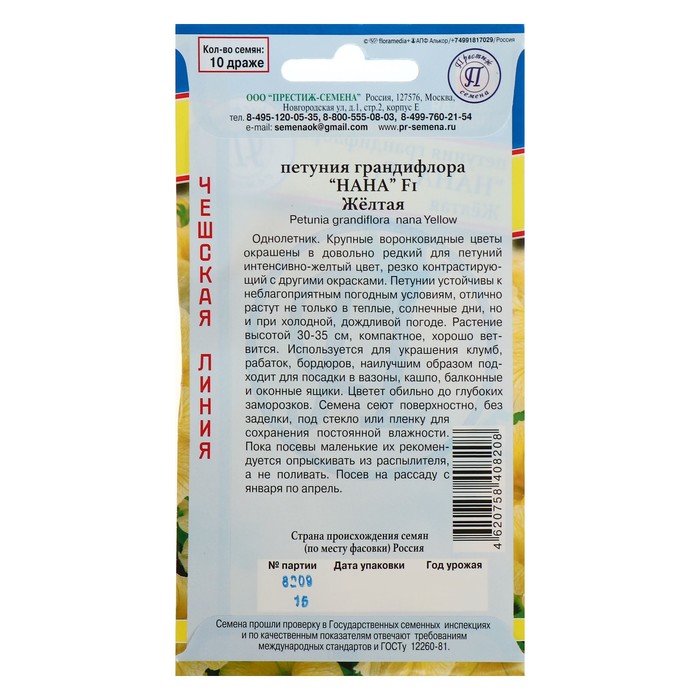 © floramedia+ АПФ Алькор/+74991817029/Россия
Кол-во семян:
10 драже
Престиж
П
семена
ООО "ПРЕСТИЖ-СЕМЕНА" Россия, 127576, Москва,
Новгородская ул, д.1, стр.2, корпус Е
тел. 8-495-120-05-35, 8-800-555-08-03, 8-499-760-21-54
e-mail: semenaok@gmail.com www.pr-semena.ru
петуния грандифлора
"НАНА" F1
Жёлтая
Petunia grandiflora nana Yellow
ЧЕШСКАЯ ЛИНИЯ
Однолетник. Крупные воронковидные цветы
окрашены в довольно редкий для петуний
интенсивно-желтый цвет, резко контрастирую-
щий с другими окрасками. Петунии устойчивы к
неблагоприятным погодным условиям, отлично
растут не только в теплые, солнечные дни, но
и при холодной, дождливой погоде. Растение
высотой 30-35 см, компактное, хорошо вет-
вится. Используется для украшения клумб,
рабаток, бордюров, наилучшим образом под-
ходит для посадки в вазоны, кашпо, балконные
и оконные ящики. Цветет обильно до глубоких
заморозков. Семена сеют поверхностно, без
заделки, под стекло или пленку для
сохранения постоянной влажности.
Пока посевы маленькие их рекомен-
дуется опрыскивать из распылителя,
а не поливать. Посев на рассаду с
января по апрель.
4 620758 408208
Страна происхождения семян
(по месту фасовки) Россия
№ партии Дата упаковки Год урожая
8209
15
Семена прошли проверку в Государственных семенных инспекциях
и по качественным показателям отвечают требованиям
международных стандартов и ГОСТу 12260-81.